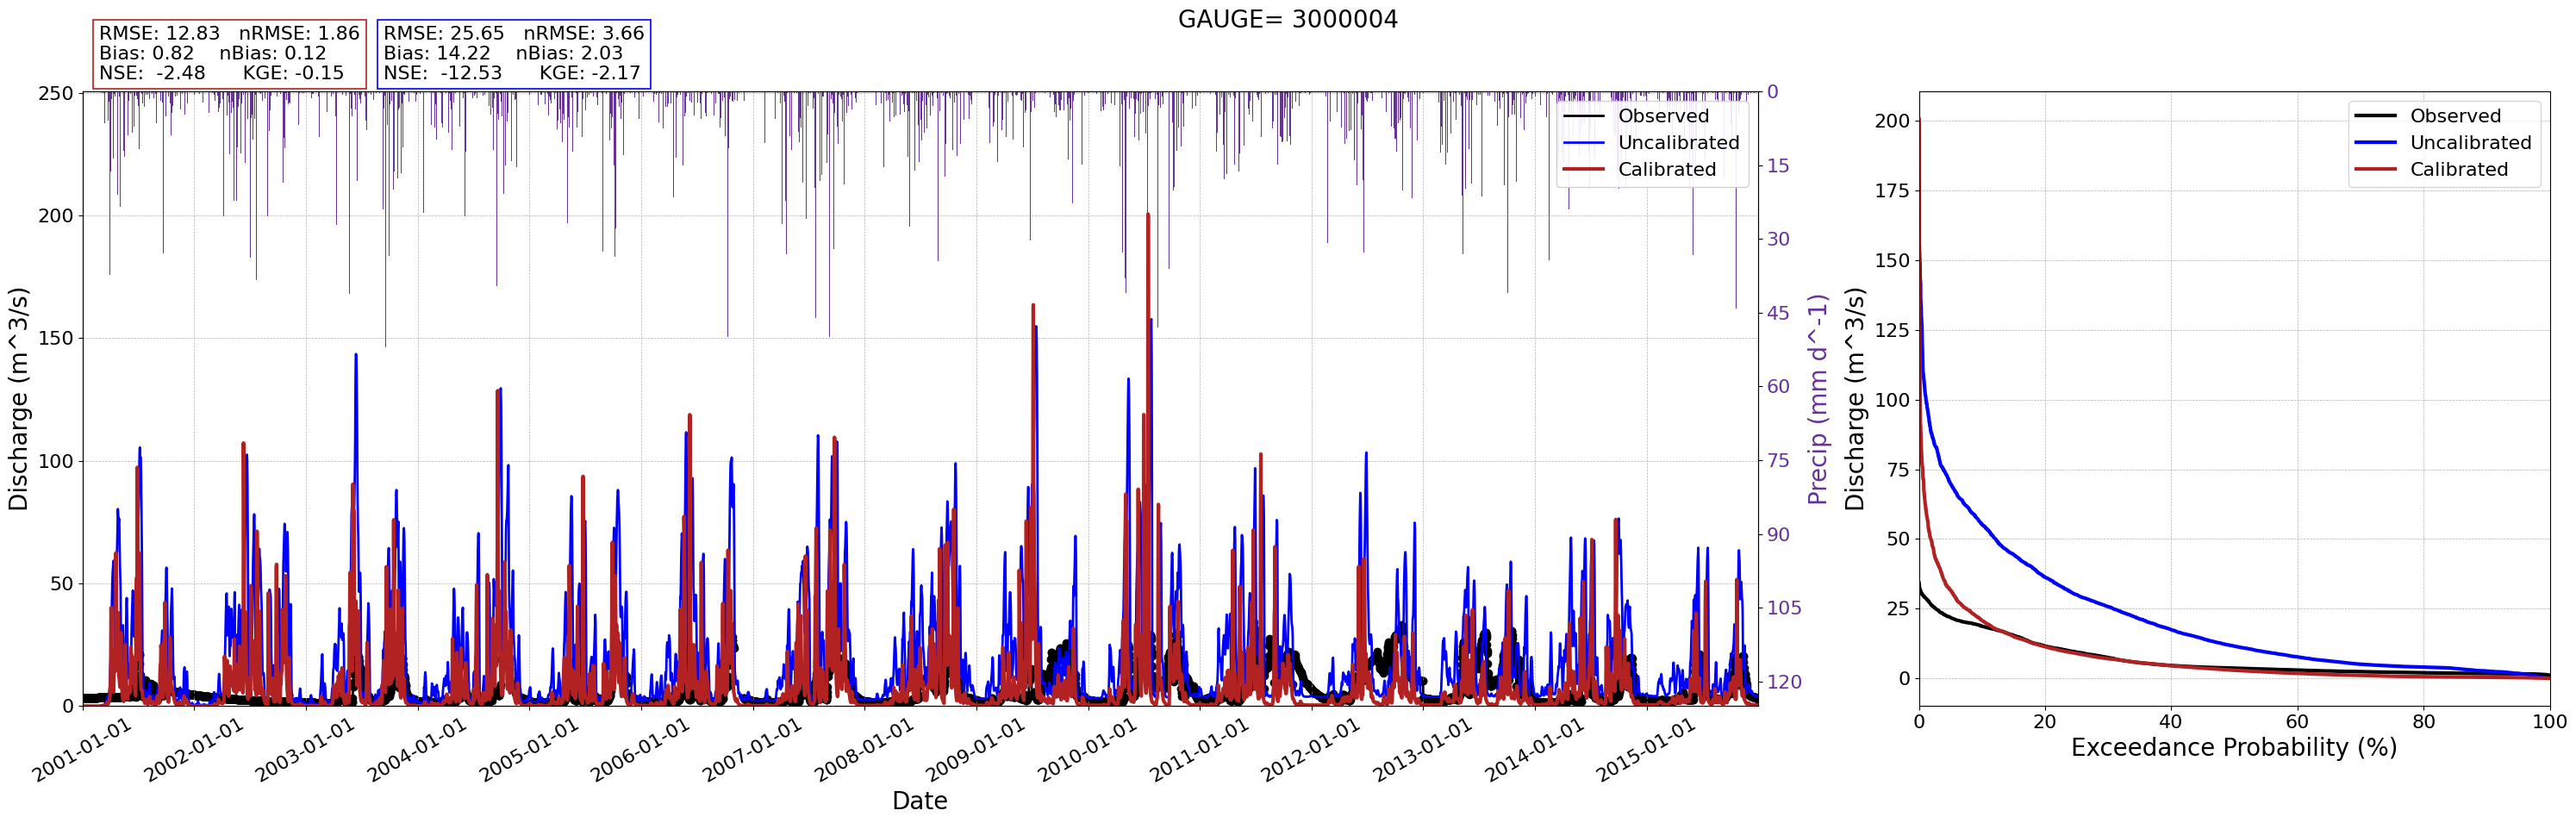 GAUGE= 3000004
RMSE: 12.83 nRMSE: 1.86
Bias: 0.82 nBias: 0.12
NSE: -2.48 KGE: -0.15
RMSE: 25.65 nRMSE: 3.66
Bias: 14.22 nBias: 2.03
NSE: -12.53 KGE: -2.17
Discharge (m^3/s)
250
200
150
100
50
0
Observed
Uncalibrated
Calibrated
0
15
30
45
60
75
90
105
120
Precip (mm d^-1)
2001-01-01
2002-01-01
2003-01-01
2004-01-01
2005-01-01
2006-01-01
2007-01-01
2008-01-01
2009-01-01
2010-01-01
2011-01-01
2012-01-01
2013-01-01
2014-01-01
2015-01-01
Date
Discharge (m^3/s)
200
175
150
125
100
75
50
25
0
Observed
Uncalibrated
Calibrated
0 20 40 60 80 100
Exceedance Probability (%)